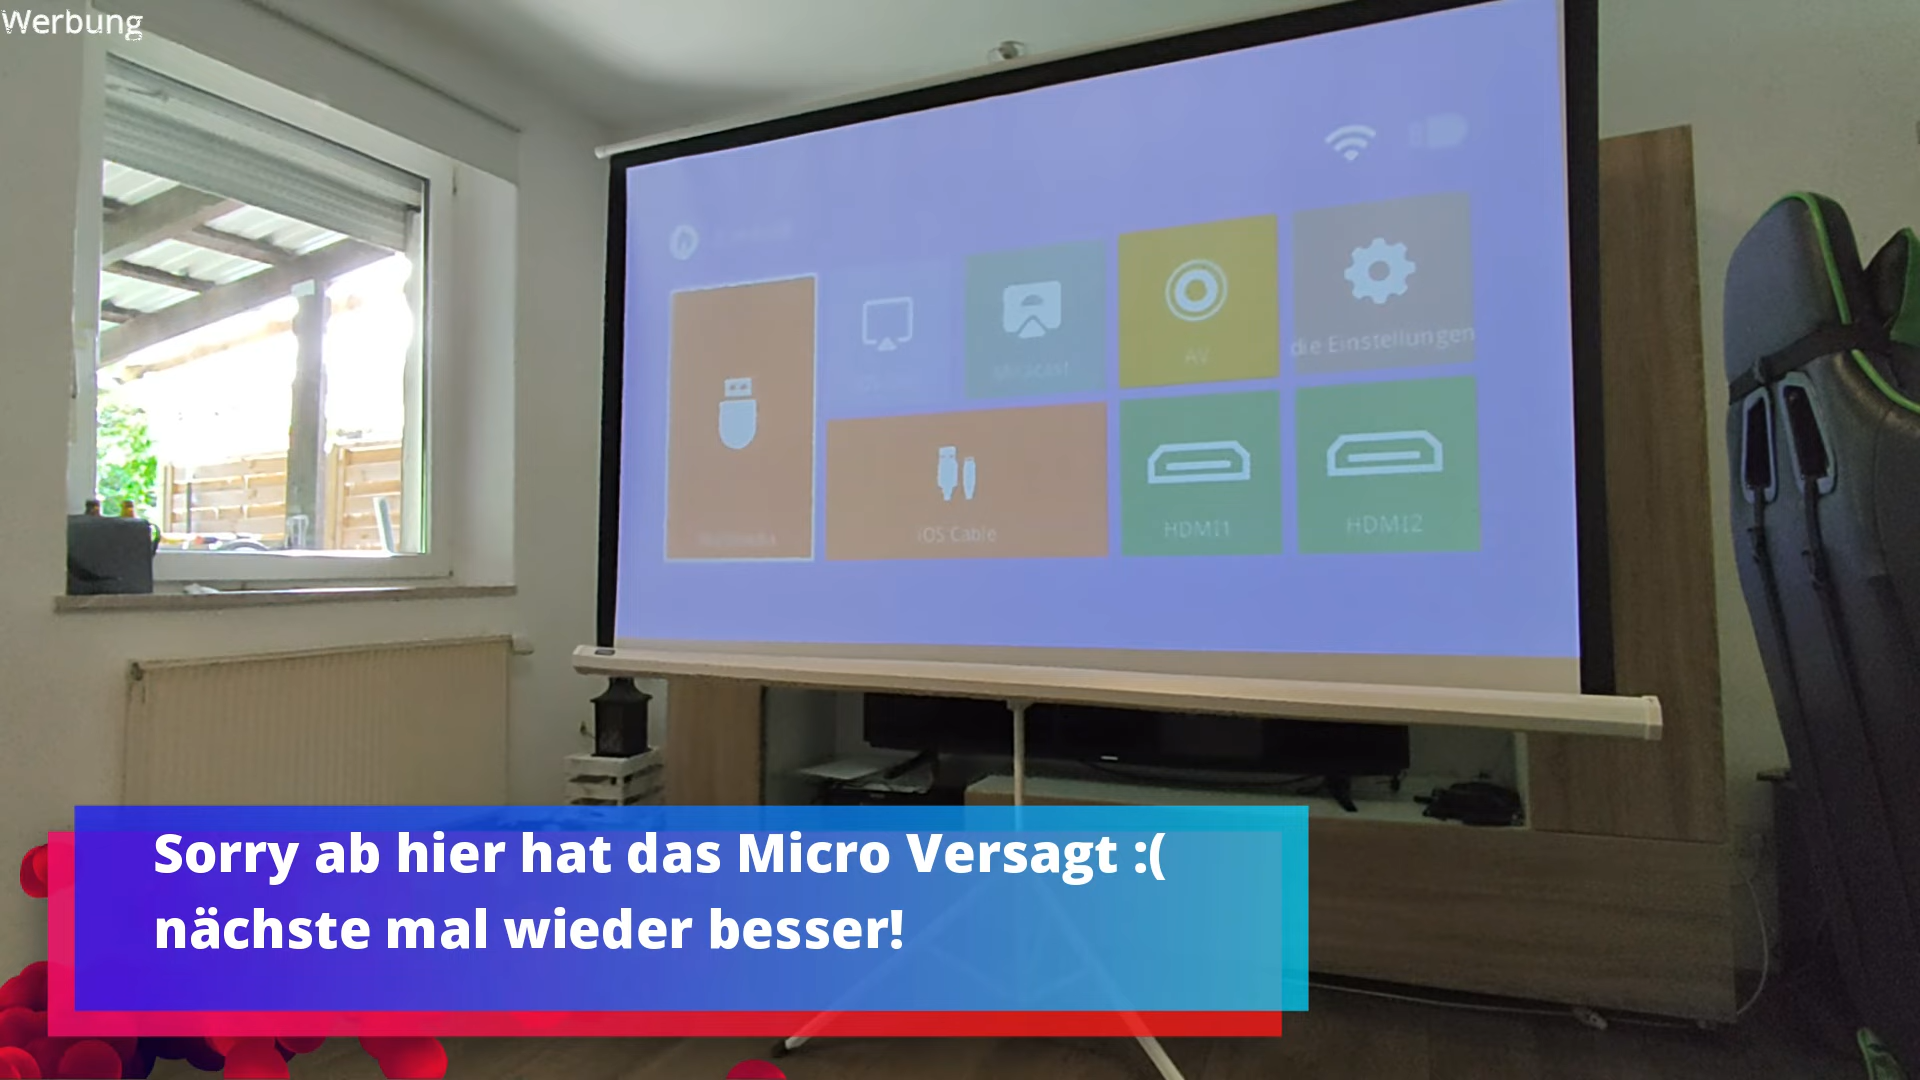 Werbung
Miracast
AV
die Einstellungen
iOS Cable
HDMI1
HDMI2
Sorry ab hier hat das Micro Versagt :(
nächste mal wieder besser!